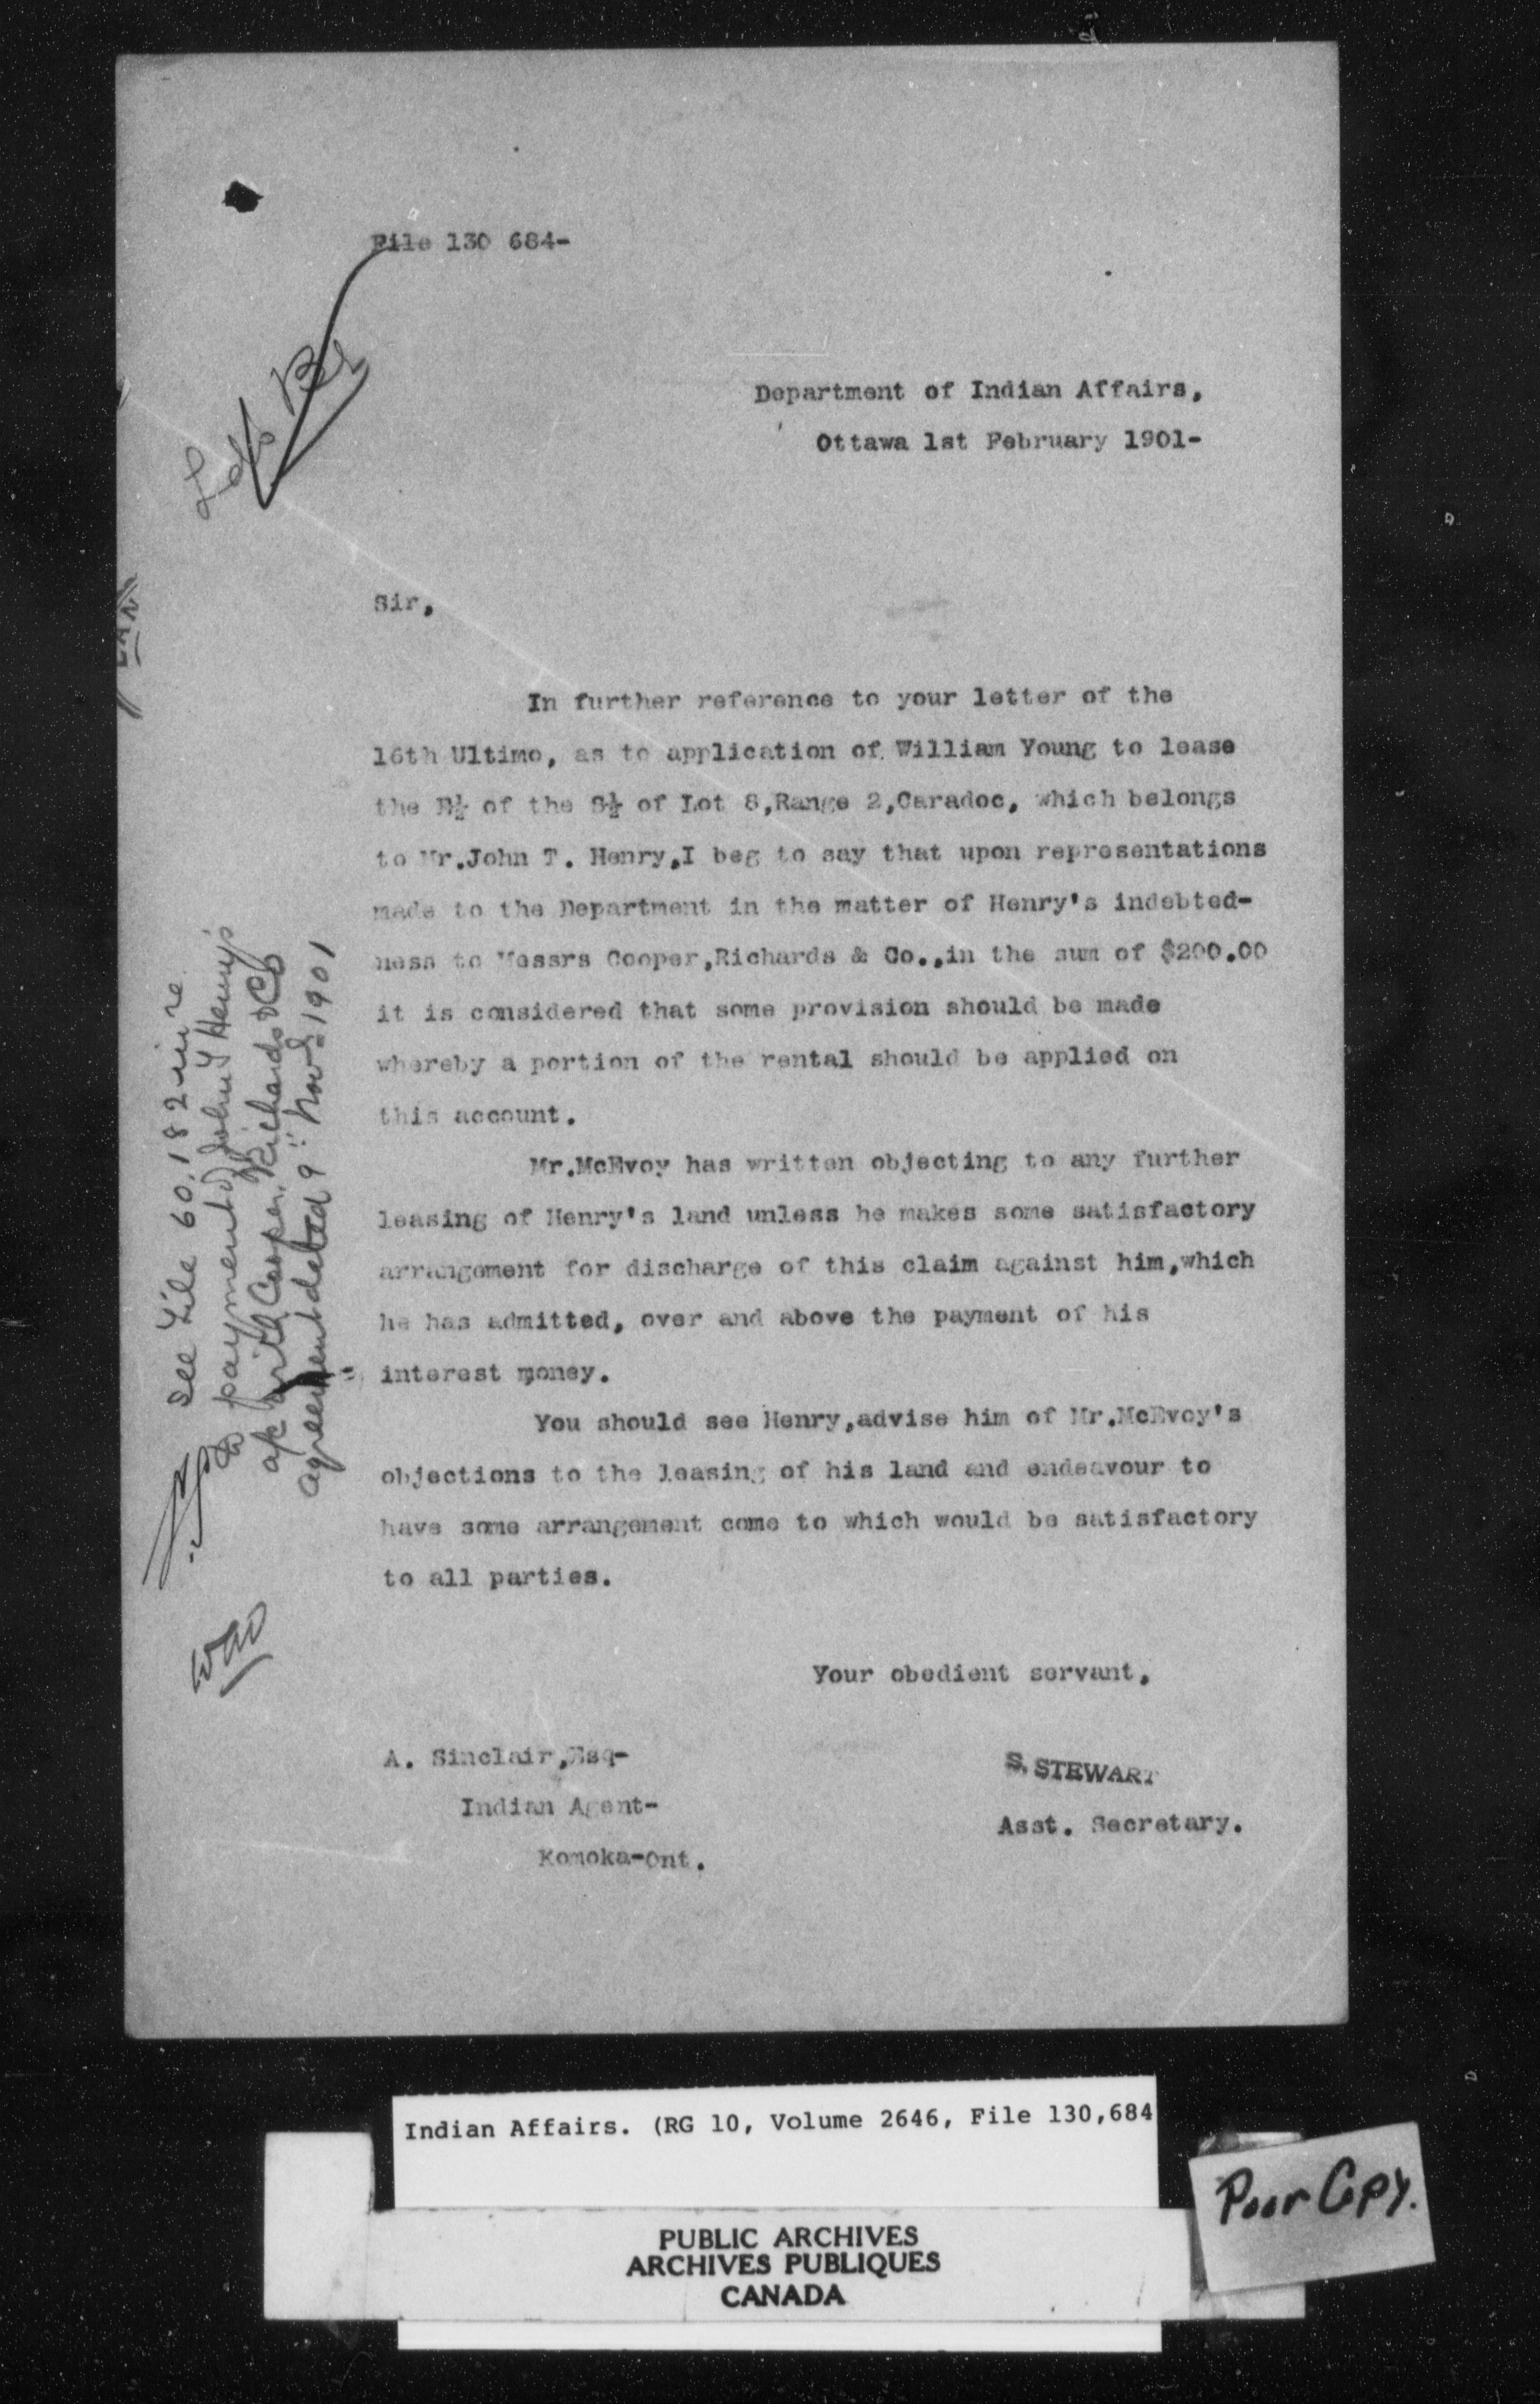 File 130 684-
Lds Br
Department of Indian Affairs,
Ottawa 1st February 1901-
Sir,
In further reference to your letter of the
16th Ultimo, as to application of William Young to lease
the E½ of the S½ of Lot 8,Range 2,Caradoc, which belongs
to Mr.John T. Henry,I beg to say that upon representations
made to the Department in the matter of Henry's indebted-
ness to Messrs Cooper,Richards & Co.,in the sum of $200.00
it is considered that some provision should be made
whereby a portion of the rental should be applied on
this account.
Mr.McEvoy has written objecting to any further
leasing of Henry's land unless he makes some satisfactory
arrangement for discharge of this claim against him,which
he has admitted, over and above the payment of his
interest money.
You should see Henry,advise him of Mr.McEvoy's
objections to the leasing of his land and endeavour to
have some arrangement come to which would be satisfactory
to all parties.
Your obedient servant,
A. Sinclair,Esq-
Indian Agent-
Komoka-Ont.
S. STEWART
Asst. Secretary.
See File 60,182 in re
payment of John T Henry's
a/c with Cooper, Richards & Co
agreement dated 9" Nov 1901
Indian Affairs. (RG 10, Volume 2646, File 130,684
PUBLIC ARCHIVES
ARCHIVES PUBLIQUES
CANADA
Poor Copy.